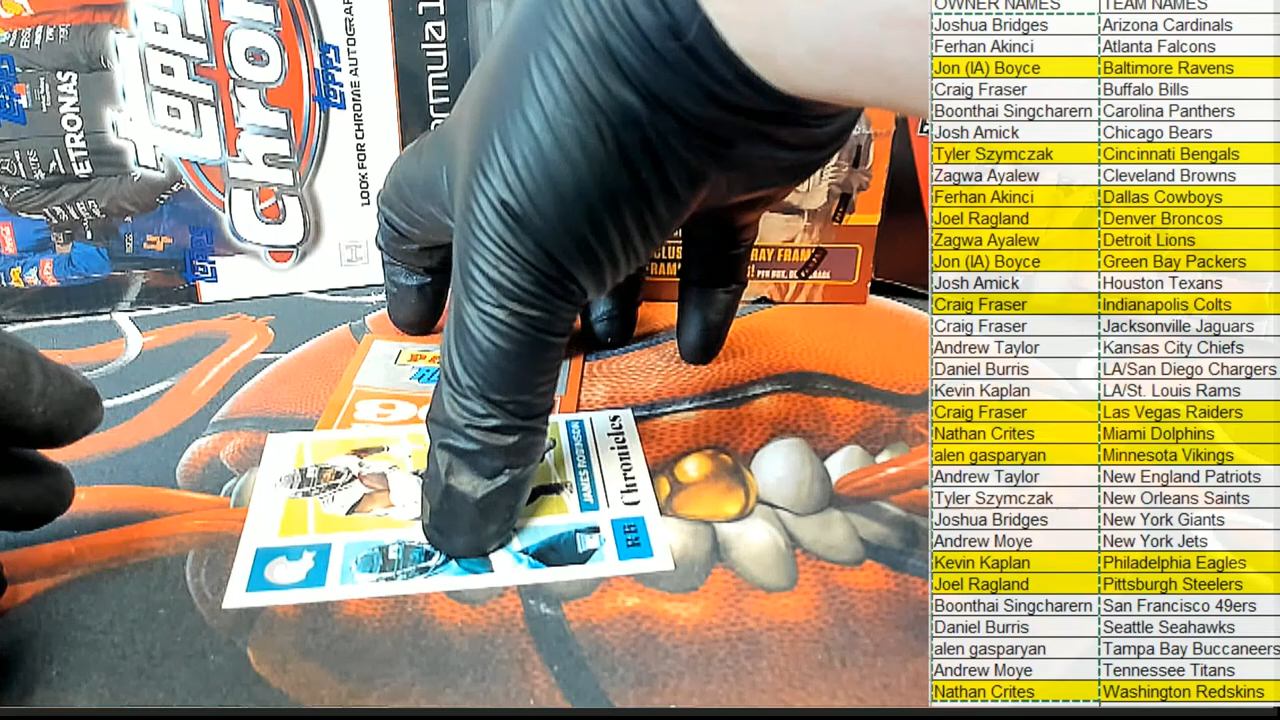 TOPPS
Chro
PETRONAS
LOOK FOR CHROME AUTOGRAP
Topps
ormula 1
JAMES ROBINSON
Chronicles
RB
OWNER NAMES TEAM NAMES
Joshua Bridges Arizona Cardinals
Ferhan Akinci Atlanta Falcons
Jon (IA) Boyce Baltimore Ravens
Craig Fraser Buffalo Bills
Boonthai Singcharern Carolina Panthers
Josh Amick Chicago Bears
Tyler Szymczak Cincinnati Bengals
Zagwa Ayalew Cleveland Browns
Ferhan Akinci Dallas Cowboys
Joel Ragland Denver Broncos
Zagwa Ayalew Detroit Lions
Jon (IA) Boyce Green Bay Packers
Josh Amick Houston Texans
Craig Fraser Indianapolis Colts
Craig Fraser Jacksonville Jaguars
Andrew Taylor Kansas City Chiefs
Daniel Burris LA/San Diego Chargers
Kevin Kaplan LA/St. Louis Rams
Craig Fraser Las Vegas Raiders
Nathan Crites Miami Dolphins
alen gasparyan Minnesota Vikings
Andrew Taylor New England Patriots
Tyler Szymczak New Orleans Saints
Joshua Bridges New York Giants
Andrew Moye New York Jets
Kevin Kaplan Philadelphia Eagles
Joel Ragland Pittsburgh Steelers
Boonthai Singcharern San Francisco 49ers
Daniel Burris Seattle Seahawks
alen gasparyan Tampa Bay Buccaneers
Andrew Moye Tennessee Titans
Nathan Crites Washington Redskins